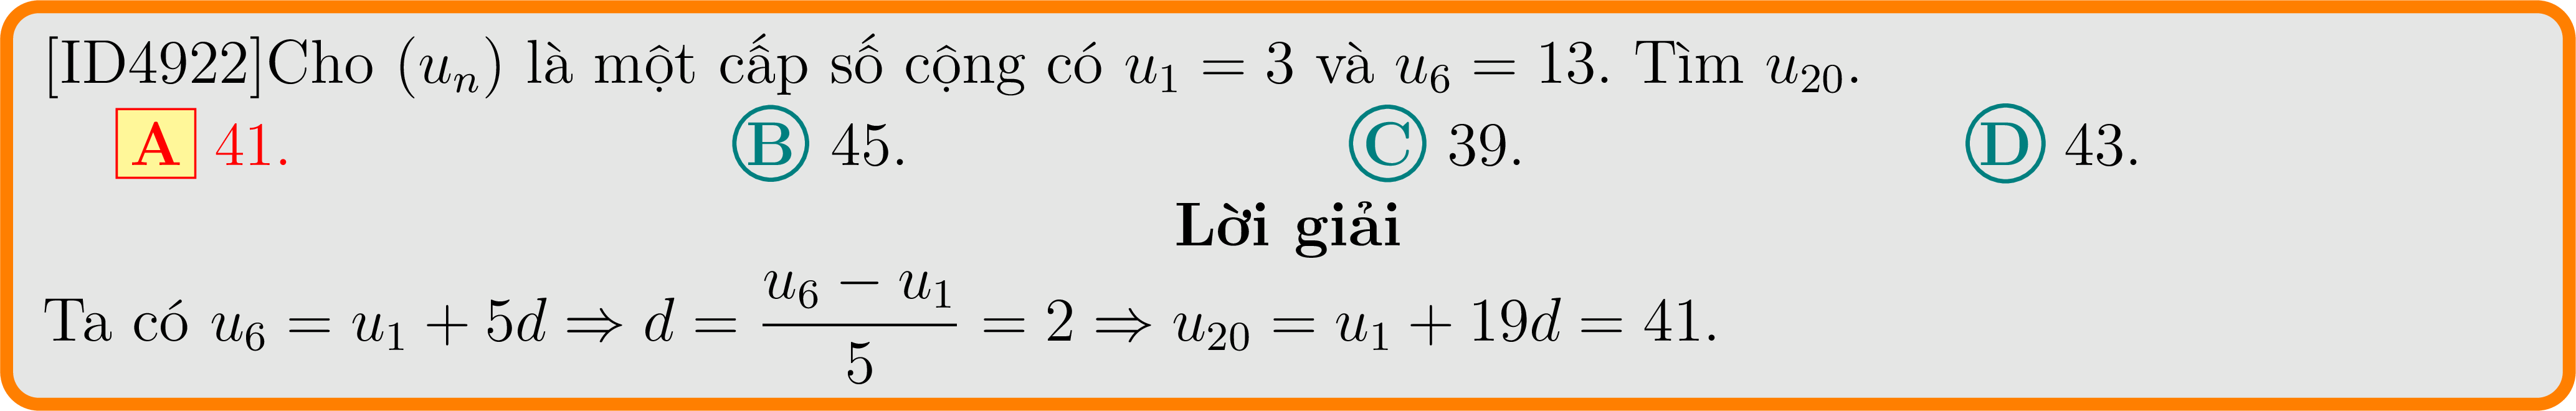 [ID4922]Cho $(u_n)$ là một cấp số cộng có $u_1 = 3$ và $u_6 = 13$. Tìm $u_{20}$.
A 41. B 45. C 39. D 43.
Lời giải
Ta có $u_6 = u_1 + 5d \Rightarrow d = \dfrac{u_6 - u_1}{5} = 2 \Rightarrow u_{20} = u_1 + 19d = 41.$